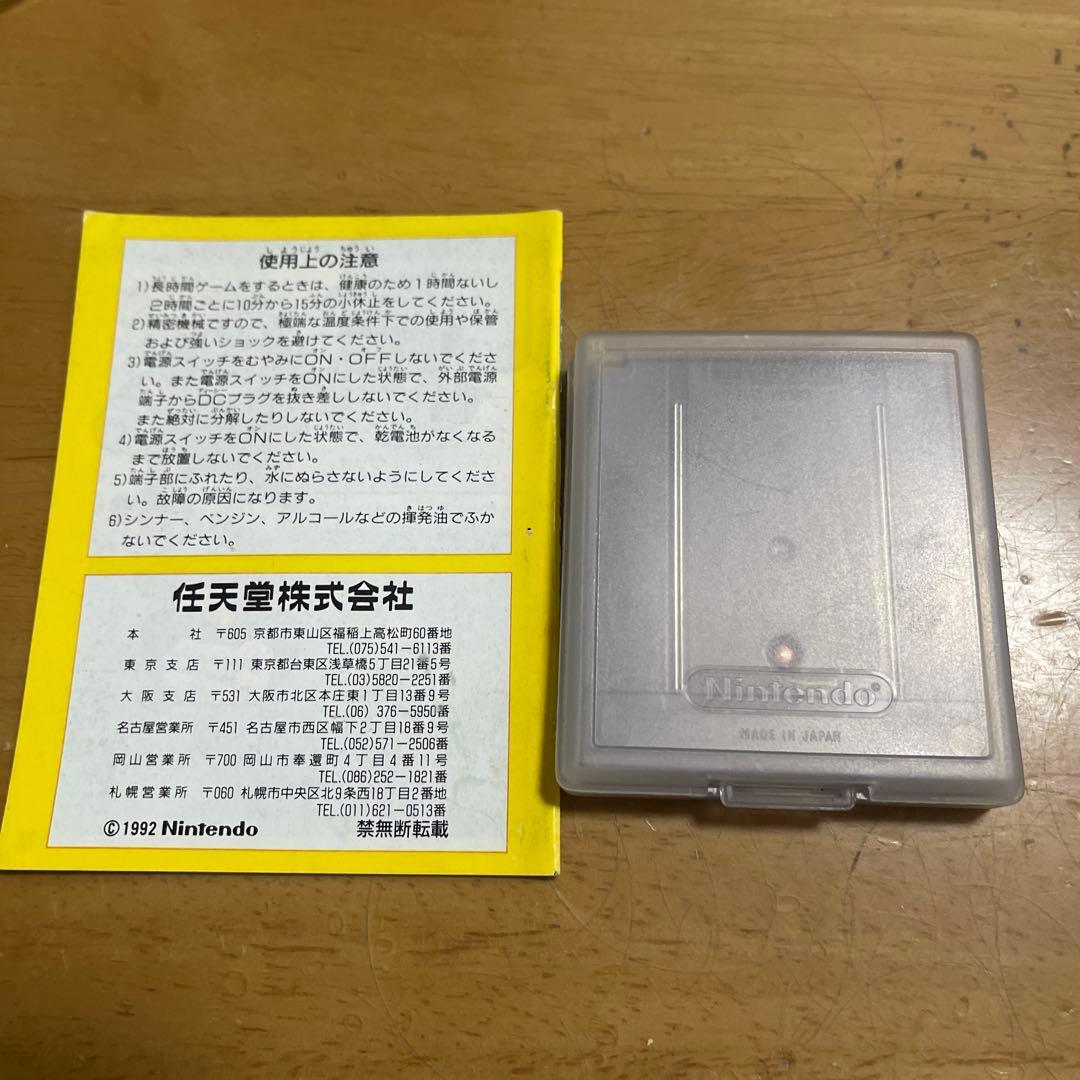 使用上の注意
1)長時間ゲームをするときは、健康のため1時間ないし
2時間ごとに10分から15分の小休止をしてください。
2)精密機械ですので、極端な温度条件下での使用や保管
および強いショックを避けてください。
3)電源スイッチをむやみにON・OFFしないでくださ
い。また電源スイッチをONにした状態で、外部電源
端子からDCプラグを抜き差ししないでください。
また絶対に分解したりしないでください。
4)電源スイッチをONにした状態で、乾電池がなくなる
まで放置しないでください。
5)端子部にふれたり、水にぬらさないようにしてくださ
い。故障の原因になります。
6)シンナー、ベンジン、アルコールなどの揮発油でふか
ないでください。
任天堂株式会社
本社 〒605 京都市東山区福稲上高松町60番地
TEL.(075)541-6113番
東京支店 〒111 東京都台東区浅草橋5丁目21番5号
TEL.(03)5820-2251番
大阪支店 〒531 大阪市北区本庄東1丁目13番9号
TEL.(06)376-5950番
名古屋営業所 〒451 名古屋市西区幅下2丁目18番9号
TEL.(052)571-2506番
岡山営業所 〒700 岡山市奉還町4丁目4番11号
TEL.(086)252-1821番
札幌営業所 〒060 札幌市中央区北9条西18丁目2番地
TEL.(011)621-0513番
©1992 Nintendo 禁無断転載
Nintendo®
MADE IN JAPAN